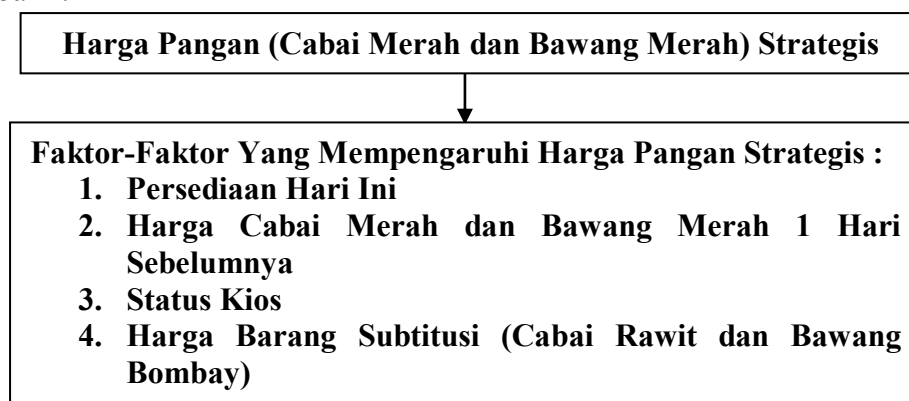 Harga Pangan (Cabai Merah dan Bawang Merah) Strategis
Faktor-Faktor Yang Mempengaruhi Harga Pangan Strategis :
1. Persediaan Hari Ini
2. Harga Cabai Merah dan Bawang Merah 1 Hari
Sebelumnya
3. Status Kios
4. Harga Barang Subtitusi (Cabai Rawit dan Bawang
Bombay)